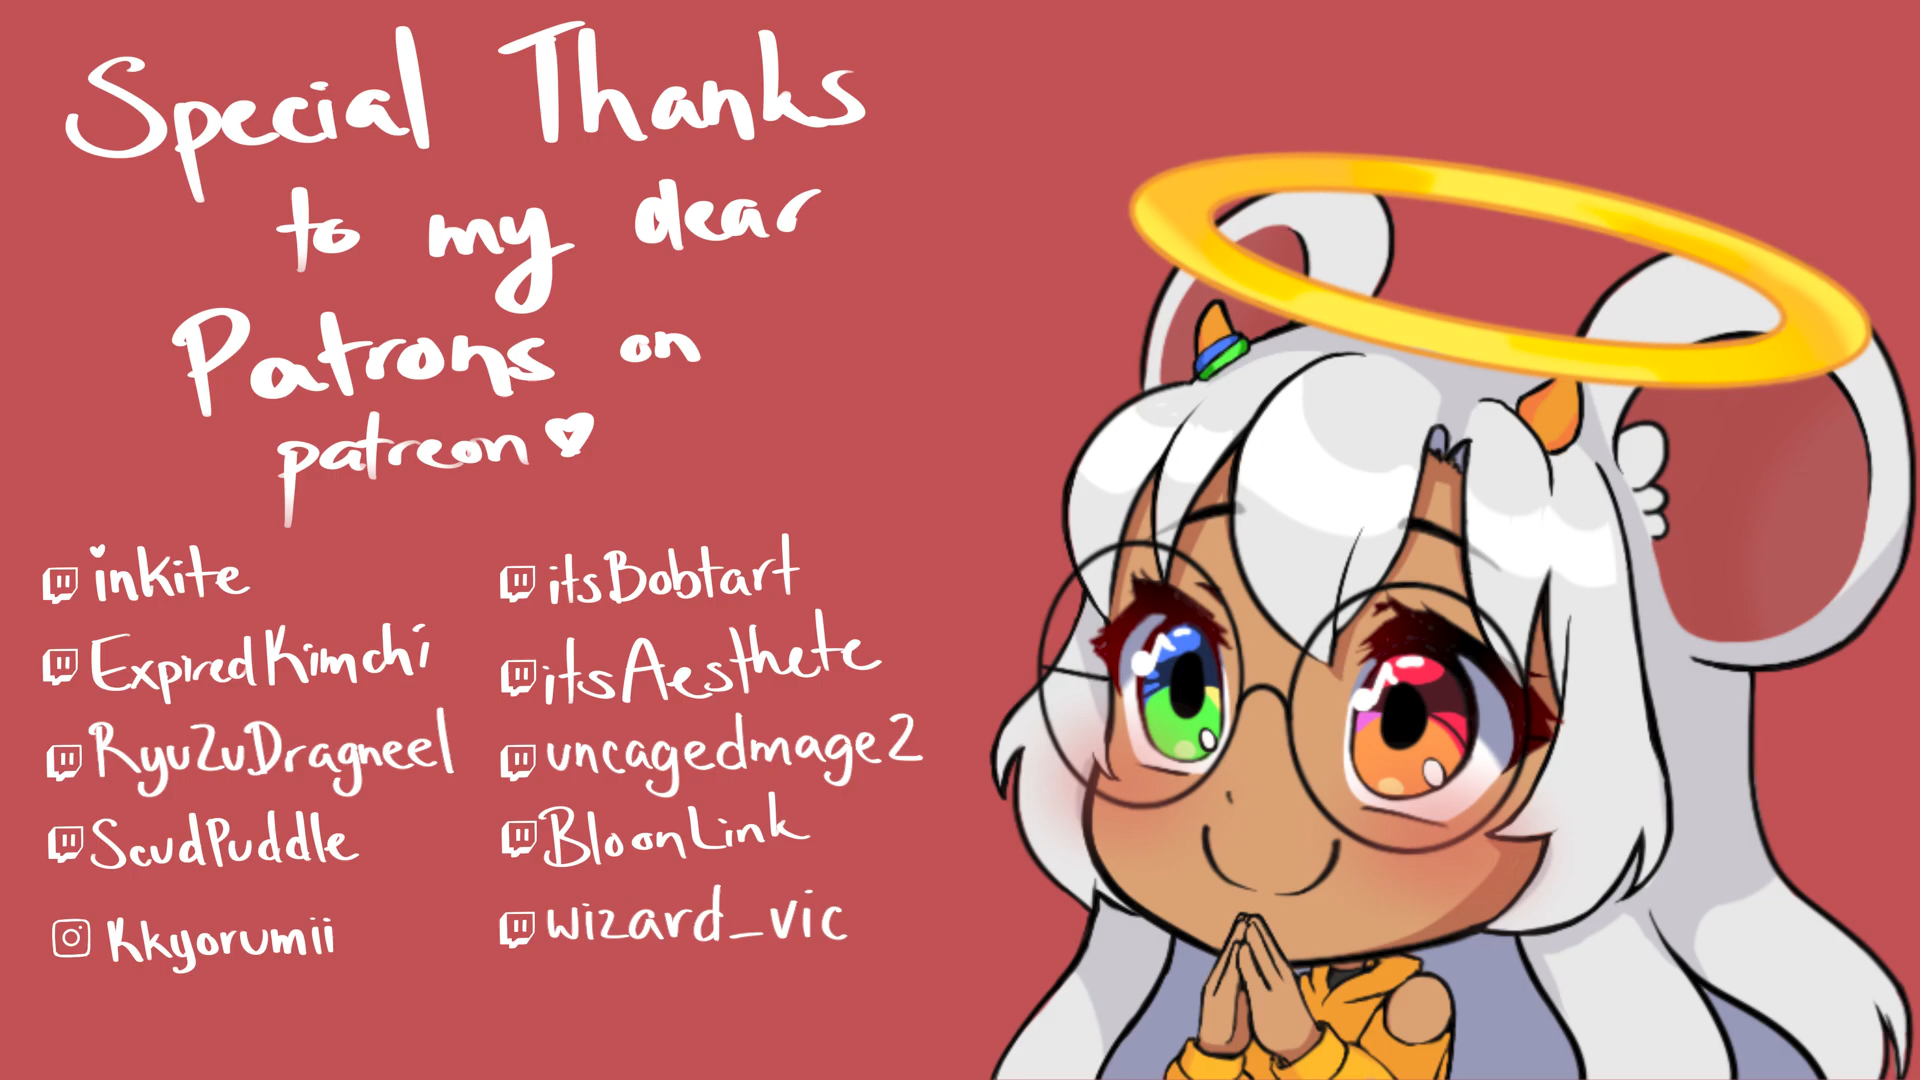 Special Thanks
to my dear
Patrons on
patreon
inkite
ExpiredKimchi
RyuZuDragneel
ScudPuddle
Kkyorumii
itsBobtart
itsAesthete
uncagedmage2
BloonLink
wizard_vic